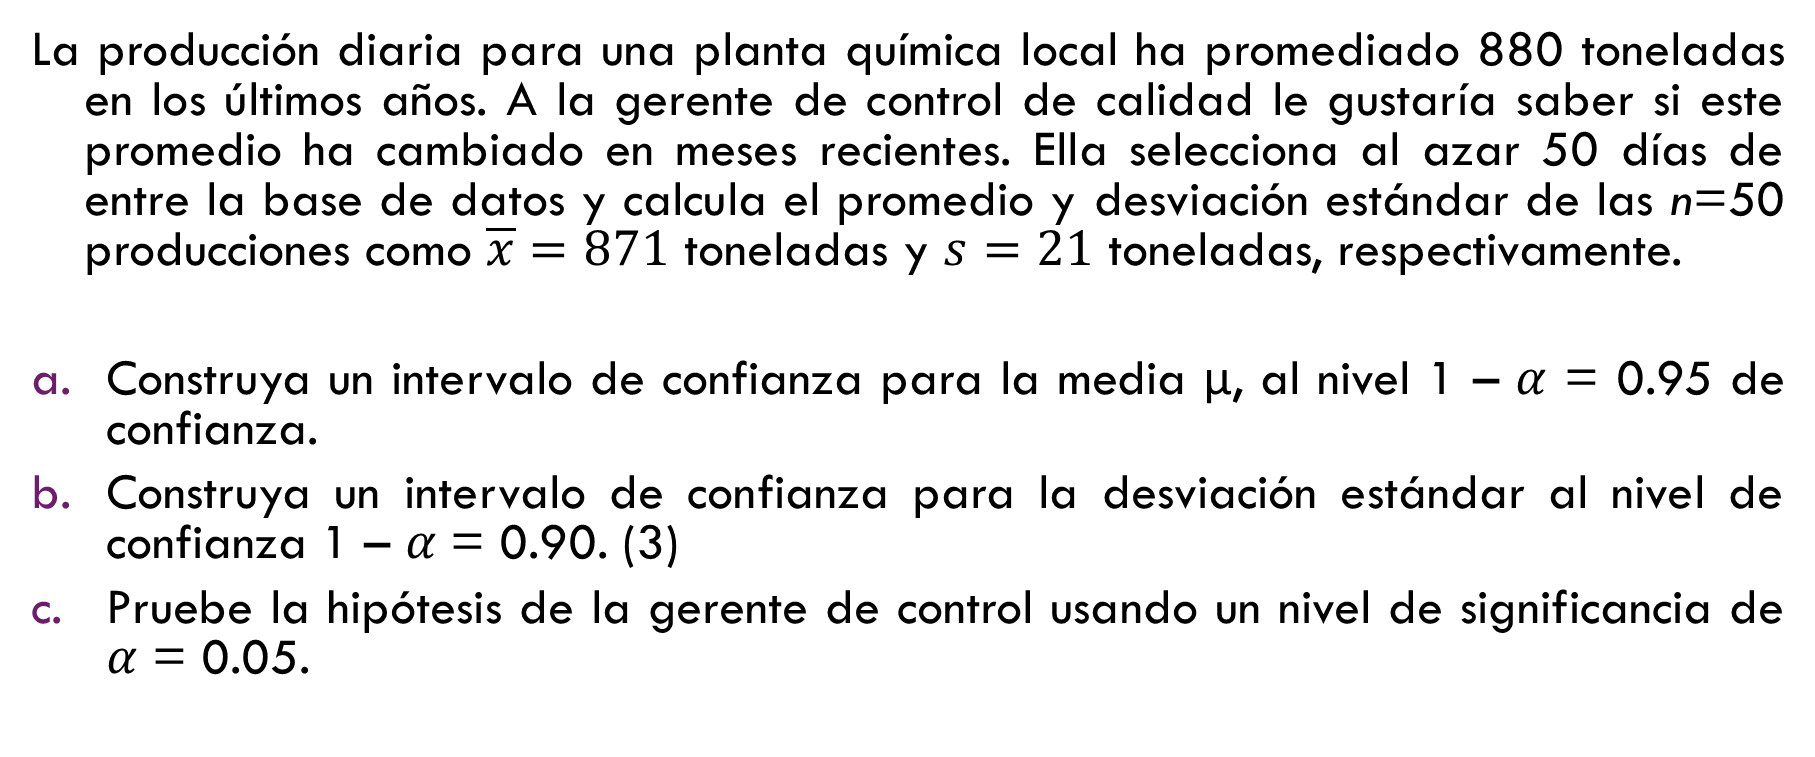 La producción diaria para una planta química local ha promediado 880 toneladas
en los últimos años. A la gerente de control de calidad le gustaría saber si este
promedio ha cambiado en meses recientes. Ella selecciona al azar 50 días de
entre la base de datos y calcula el promedio y desviación estándar de las n=50
producciones como x̅ = 871 toneladas y s = 21 toneladas, respectivamente.
a. Construya un intervalo de confianza para la media μ, al nivel 1 – α = 0.95 de
confianza.
b. Construya un intervalo de confianza para la desviación estándar al nivel de
confianza 1 – α = 0.90. (3)
c. Pruebe la hipótesis de la gerente de control usando un nivel de significancia de
α = 0.05.